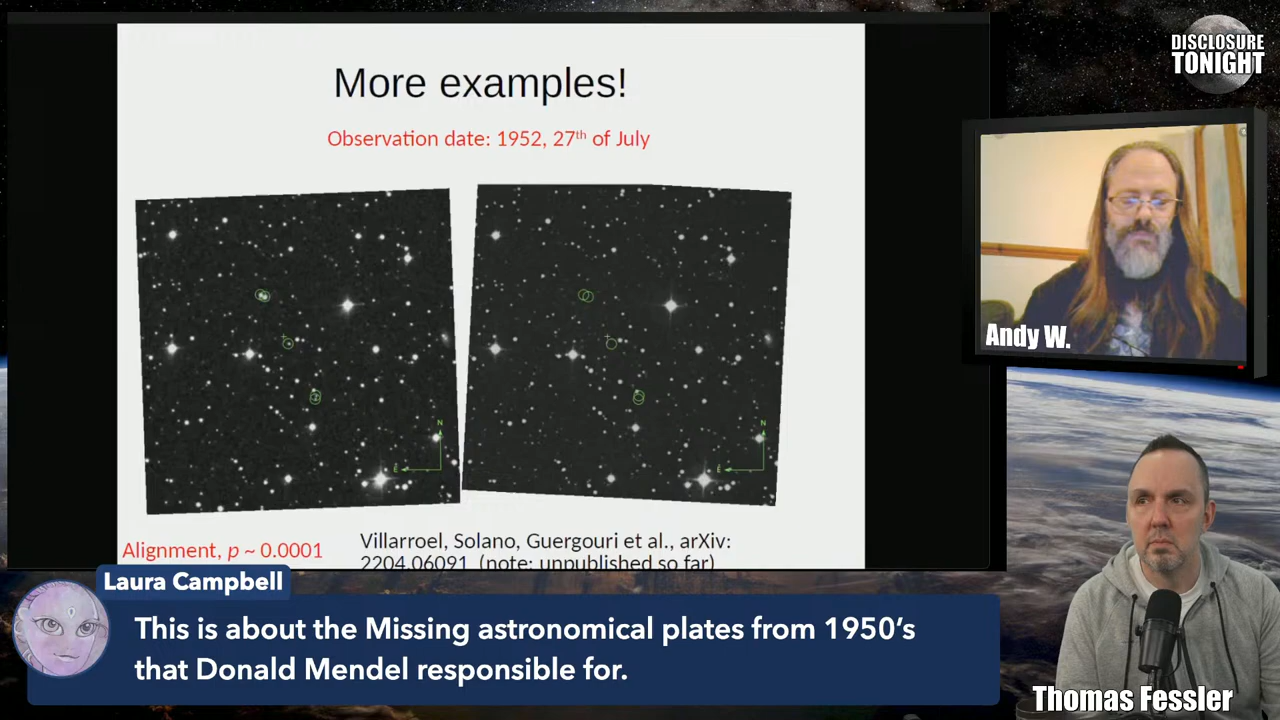 More examples!
Observation date: 1952, 27th of July
N
E
N
E
Alignment, p ~ 0.0001
Villarroel, Solano, Guergouri et al., arXiv:
2204.06091 (note: unpublished so far)
DISCLOSURE
TONIGHT
Andy W.
Laura Campbell
This is about the Missing astronomical plates from 1950's
that Donald Mendel responsible for.
Thomas Fessler